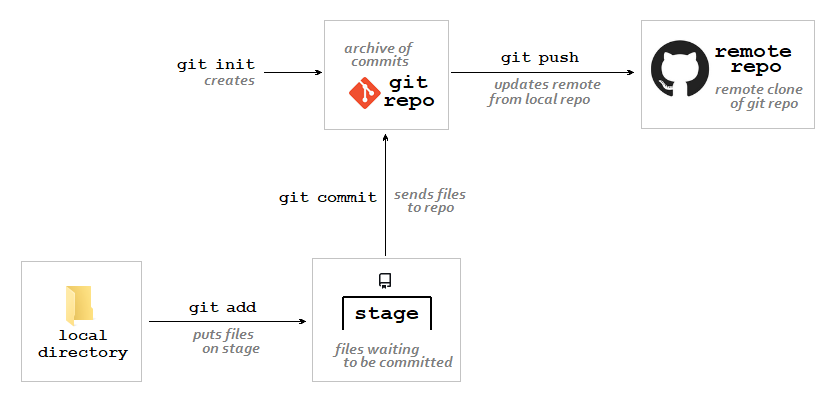 git init
creates
archive of
commits
git
repo
git push
updates remote
from local repo
remote
repo
remote clone
of git repo
git commit
sends files
to repo
local
directory
git add
puts files
on stage
stage
files waiting
to be committed